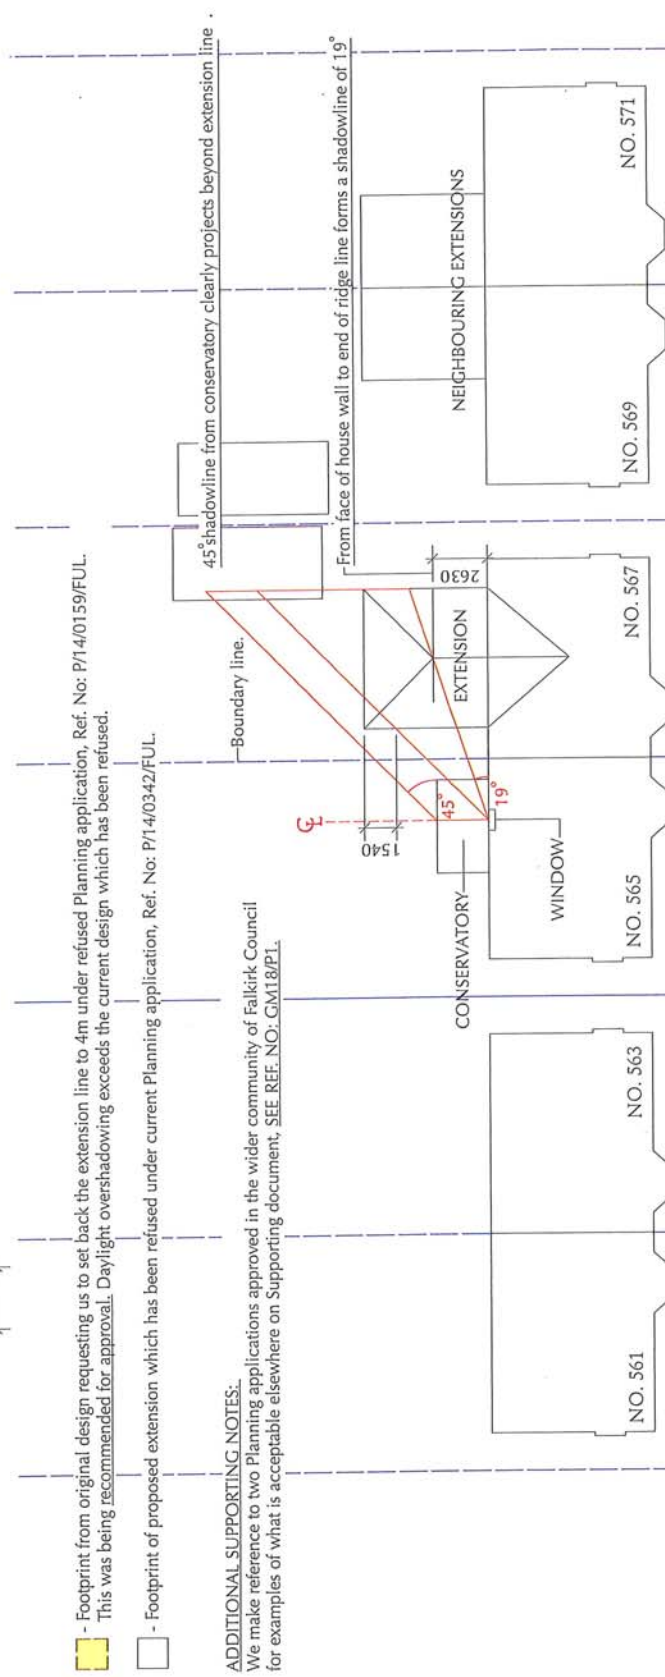 - Footprint from original design requesting us to set back the extension line to 4m under refused Planning application, Ref. No: P/14/0159/FUL.
This was being recommended for approval. Daylight overshadowing exceeds the current design which has been refused.
- Footprint of proposed extension which has been refused under current Planning application, Ref. No: P/14/0342/FUL.
ADDITIONAL SUPPORTING NOTES:
We make reference to two Planning applications approved in the wider community of Falkirk Council
for examples of what is acceptable elsewhere on Supporting document, SEE REF. NO: GM18/P1.
45°shadowline from conservatory clearly projects beyond extension line .
Boundary line.
From face of house wall to end of ridge line forms a shadowline of 19°
CL
1540
45°
19°
2630
EXTENSION
CONSERVATORY
WINDOW
NEIGHBOURING EXTENSIONS
NO. 561
NO. 563
NO. 565
NO. 567
NO. 569
NO. 571